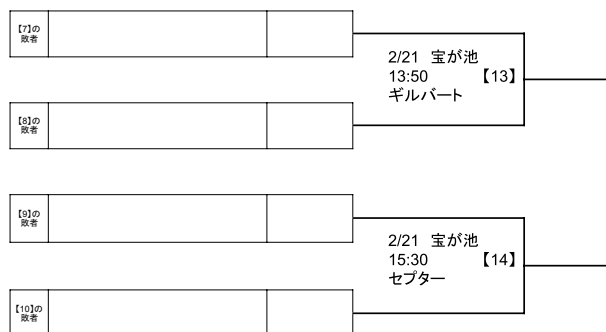 【7】の
敗者
2/21 宝が池
13:50 【13】
ギルバート
【8】の
敗者
【9】の
敗者
2/21 宝が池
15:30 【14】
セプター
【10】の
敗者